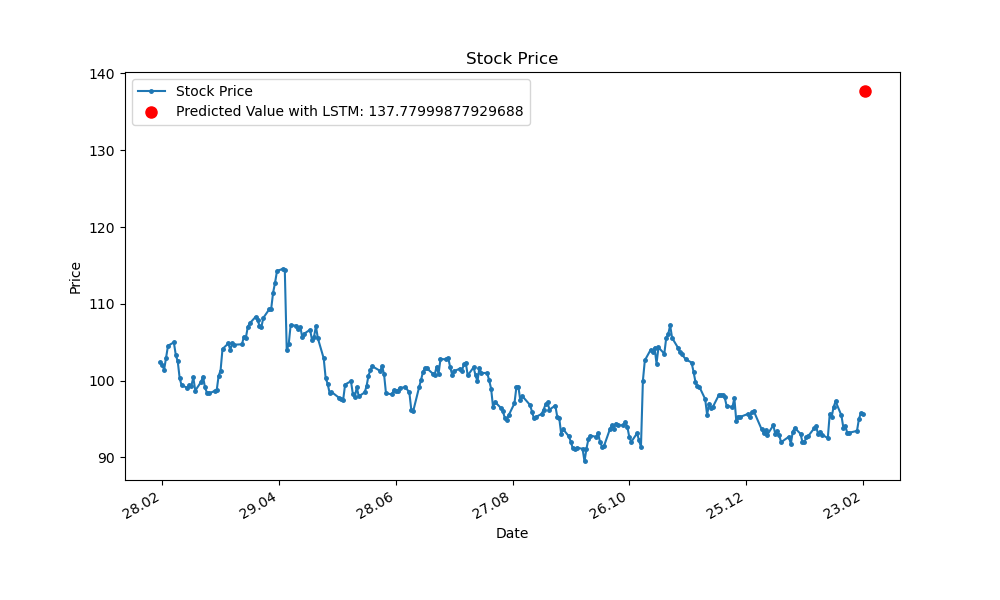 Stock Price
Stock Price
Predicted Value with LSTM: 137.77999877929688
140
130
120
110
100
90
Price
28.02
29.04
28.06
27.08
26.10
25.12
23.02
Date